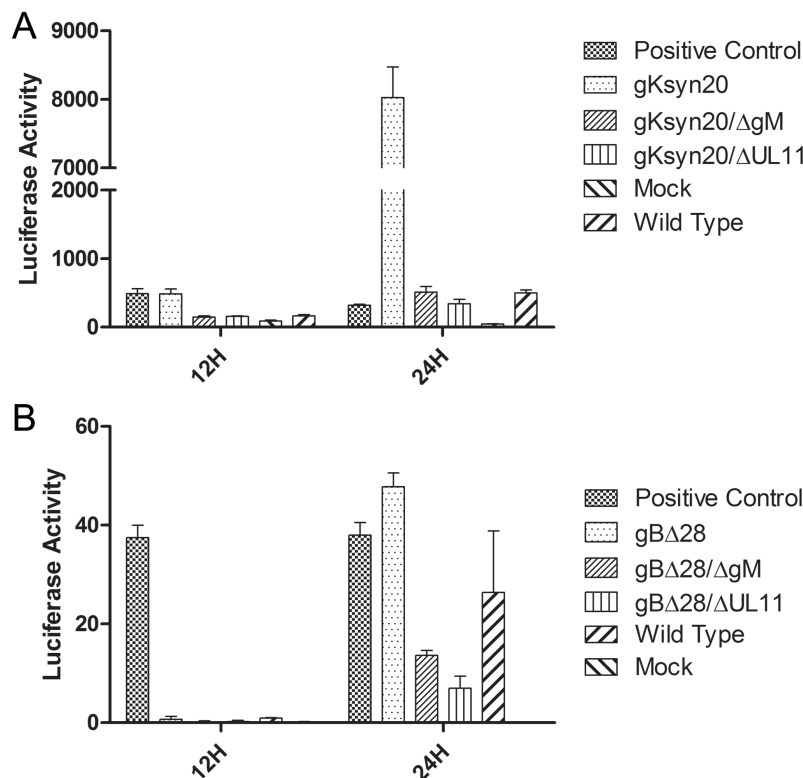 A
Luciferase Activity
9000
8000
7000
2000
1000
0
12H
24H
Positive Control
gKsyn20
gKsyn20/ΔgM
gKsyn20/ΔUL11
Mock
Wild Type
B
Luciferase Activity
60
40
20
0
12H
24H
Positive Control
gBΔ28
gBΔ28/ΔgM
gBΔ28/ΔUL11
Wild Type
Mock